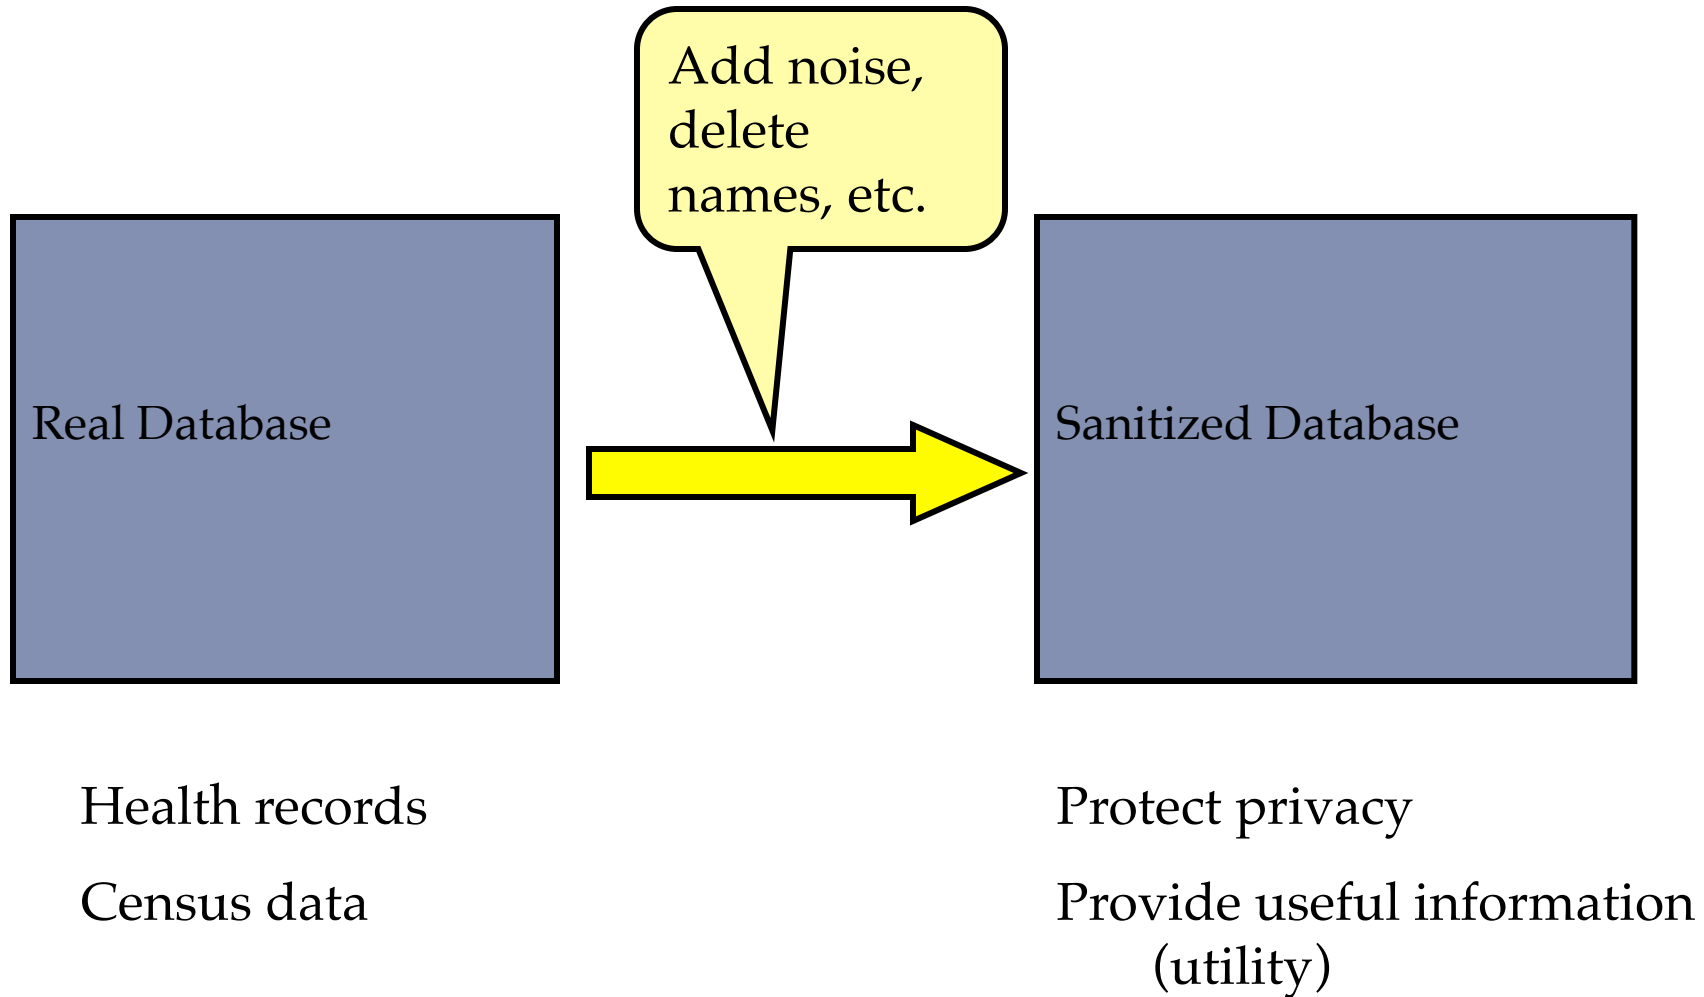 Add noise,
delete
names, etc.
Real Database
Sanitized Database
Health records
Census data
Protect privacy
Provide useful information
(utility)